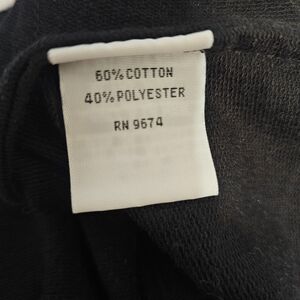 60% COTTON
40% POLYESTER
RN 9674